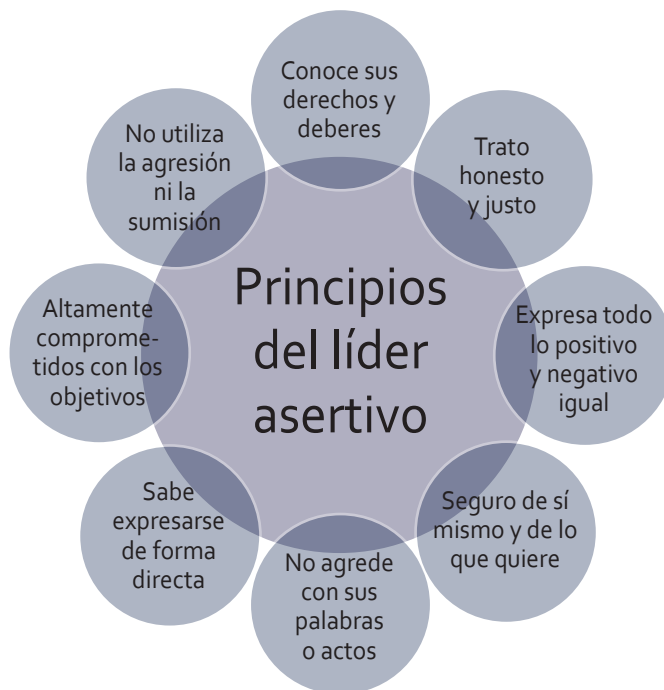 Conoce sus
derechos y
deberes
Trato
honesto
y justo
Expresa todo
lo positivo
y negativo
igual
Seguro de sí
mismo y de lo
que quiere
No agrede
con sus
palabras
o actos
Sabe
expresarse
de forma
directa
Altamente
comprome-
tidos con los
objetivos
No utiliza
la agresión
ni la
sumisión
Principios
del líder
asertivo